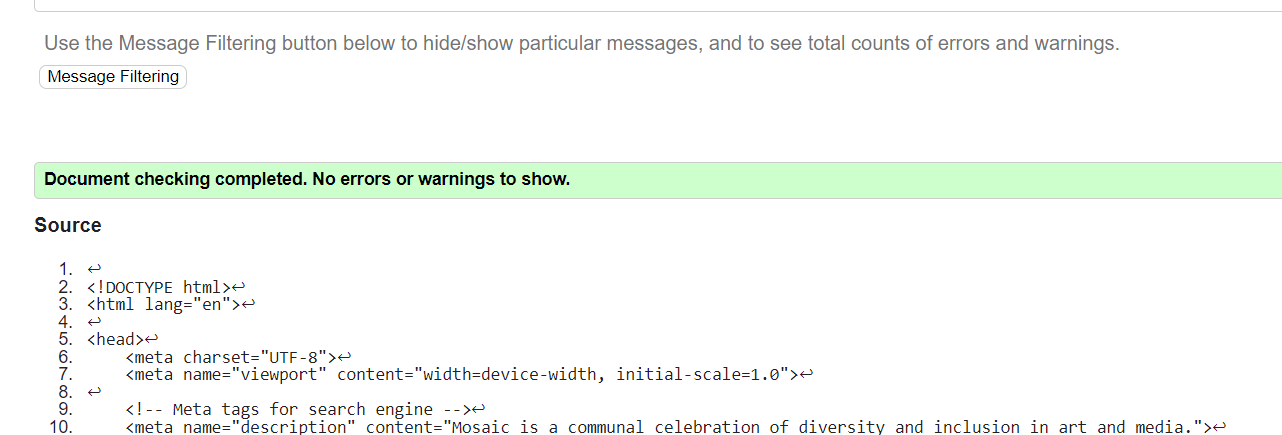 Use the Message Filtering button below to hide/show particular messages, and to see total counts of errors and warnings.
Message Filtering
Document checking completed. No errors or warnings to show.
Source
1. ↩
2. <!DOCTYPE html>↩
3. <html lang="en">↩
4. ↩
5. <head>↩
6.     <meta charset="UTF-8">↩
7.     <meta name="viewport" content="width=device-width, initial-scale=1.0">↩
8. ↩
9.     <!-- Meta tags for search engine -->↩
10.     <meta name="description" content="Mosaic is a communal celebration of diversity and inclusion in art and media.">↩